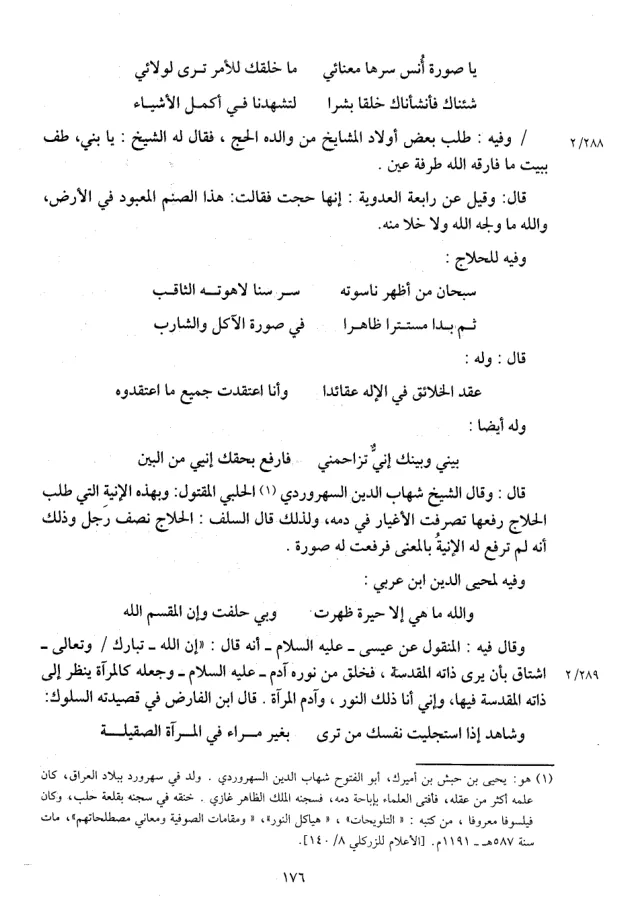 يا صورة أُنس سرها معنائي ما خلقك للأمر ترى لولائي
شئناك فأنشأناك خلقا بشرا لتشهدنا في أكمل الأشياء
٢/٢٨٨ / وفيه : طلب بعض أولاد المشايخ من والده الحج ، فقال له الشيخ : يا بني، طف
ببيت ما فارقه الله طرفة عين .
قال: وقيل عن رابعة العدوية : إنها حجت فقالت: هذا الصنم المعبود في الأرض،
والله ما ولجه الله ولا خلا منه.
وفيه للحلاج :
سبحان من أظهر ناسوته سر سنا لاهوته الثاقب
ثم بدا مستترا ظاهرا في صورة الآكل والشارب
قال : وله :
عقد الخلائق في الإله عقائدا وأنا اعتقدت جميع ما اعتقدوه
وله أيضا :
بيني وبينك إنيٌّ تزاحمني فارفع بحقك إنيي من البين
قال : وقال الشيخ شهاب الدين السهروردي (١) الحلبي المقتول: وبهذه الإنية التي طلب
الحلاج رفعها تصرفت الأغيار في دمه، ولذلك قال السلف : الحلاج نصف رَجل وذلك
أنه لم ترفع له الإنيةُ بالمعنى فرفعت له صورة .
وفيه لمحيى الدين ابن عربي :
والله ما هي إلا حيرة ظهرت وبي حلفت وإن المقسم الله
وقال فيه : المنقول عن عيسى ـ عليه السلام ـ أنه قال : «إن الله ـ تبارك / وتعالى ـ
٢/٢٨٩ اشتاق بأن يرى ذاته المقدسة ، فخلق من نوره آدم ـ عليه السلام ـ وجعله كالمرآة ينظر إلى
ذاته المقدسة فيها، وإني أنا ذلك النور ، وآدم المرآة . قال ابن الفارض في قصيدته السلوك:
وشاهد إذا استجليت نفسك من ترى بغير مراء في المرآة الصقيلة
(١) هو: يحيى بن حبش بن أميرك، أبو الفتوح شهاب الدين السهروردي . ولد في سهرورد ببلاد العراق، كان
علمه أكثر من عقله، فأفتى العلماء بإباحة دمه، فسجنه الملك الظاهر غازي . خنقه في سجنه بقلعة حلب، وكان
فيلسوفا معروفا ، من كتبه : « التلويحات» ، « هياكل النور»، « ومقامات الصوفية ومعاني مصطلحاتهم»، مات
سنة ٥٨٧هـ ـ ١١٩١م. [الأعلام للزركلي ٨/ ١٤٠].
١٧٦